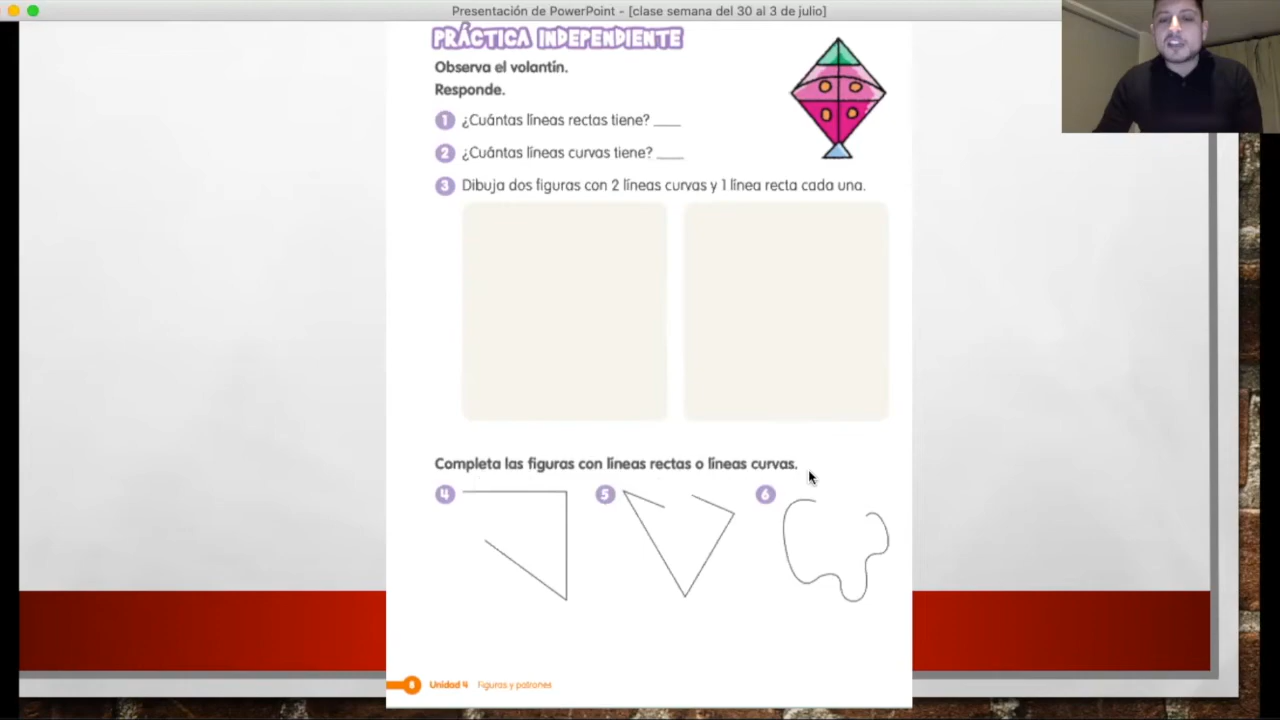 Presentación de PowerPoint - [clase semana del 30 al 3 de julio]
PRÁCTICA INDEPENDIENTE
Observa el volantín.
Responde.
1 ¿Cuántas líneas rectas tiene? ____
2 ¿Cuántas líneas curvas tiene? ____
3 Dibuja dos figuras con 2 líneas curvas y 1 línea recta cada una.
Completa las figuras con líneas rectas o líneas curvas.
4 5 6
8 Unidad 4 Figuras y patrones